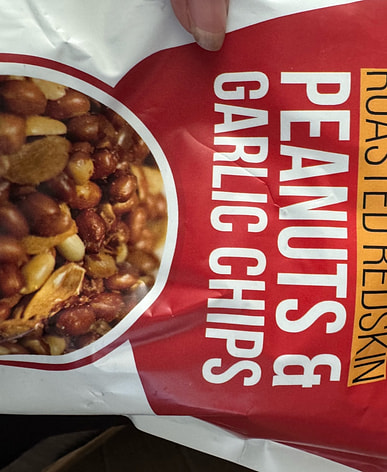 ROASTED REDSKIN
PEANUTS &
GARLIC CHIPS